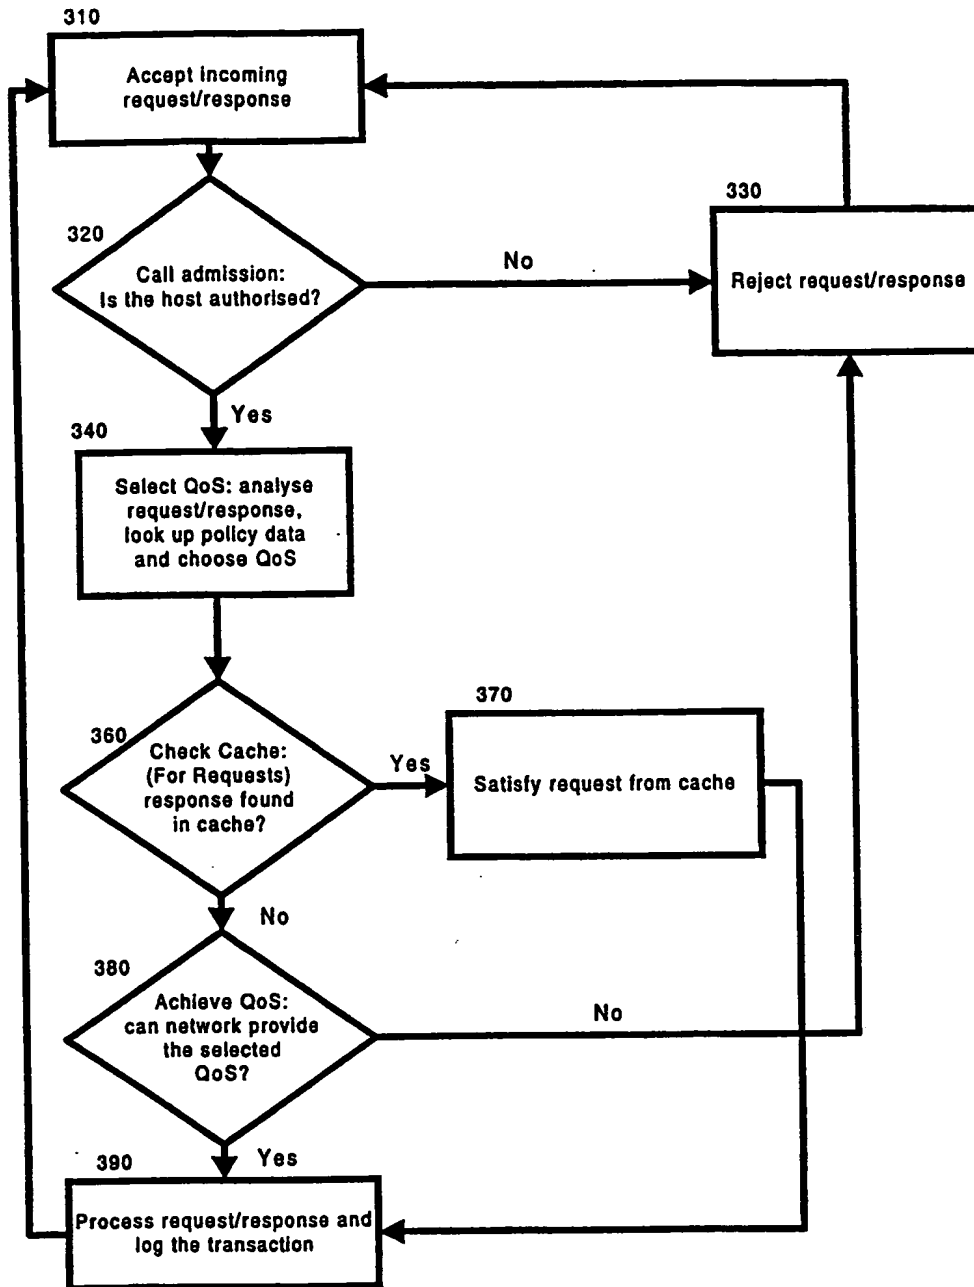 310
Accept incoming
request/response
320
Call admission:
Is the host authorised?
No
330
Reject request/response
Yes
340
Select QoS: analyse
request/response,
look up policy data
and choose QoS
360
Check Cache:
(For Requests)
response found
in cache?
Yes
370
Satisfy request from cache
No
380
Achieve QoS:
can network provide
the selected
QoS?
No
Yes
390
Process request/response and
log the transaction